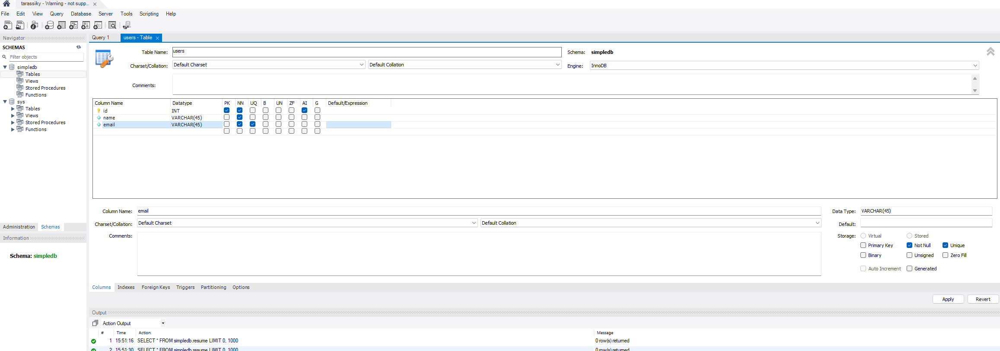 tarassiky - Warning - not supp...
File Edit View Query Database Server Tools Scripting Help
Navigator
SCHEMAS
Filter objects
simpledb
Tables
Views
Stored Procedures
Functions
sys
Tables
Views
Stored Procedures
Functions
Administration Schemas
Information
Schema: simpledb
Query 1 users - Table
Table Name: users Schema: simpledb
Charset/Collation: Default Charset Default Collation Engine: InnoDB
Comments:
Column Name Datatype PK NN UQ B UN ZF AI G Default/Expression
id INT
name VARCHAR(45)
email VARCHAR(45)
Column Name: email Data Type: VARCHAR(45)
Charset/Collation: Default Charset Default Collation Default:
Comments: Storage: Virtual Stored
Primary Key Not Null Unique
Binary Unsigned Zero Fill
Auto Increment Generated
Columns Indexes Foreign Keys Triggers Partitioning Options
Apply Revert
Output
Action Output
# Time Action Message
1 15:51:16 SELECT * FROM simpledb.resume LIMIT 0, 1000 0 row(s) returned
2 15:51:30 SELECT * FROM simpledb.resume LIMIT 0, 1000 0 row(s) returned